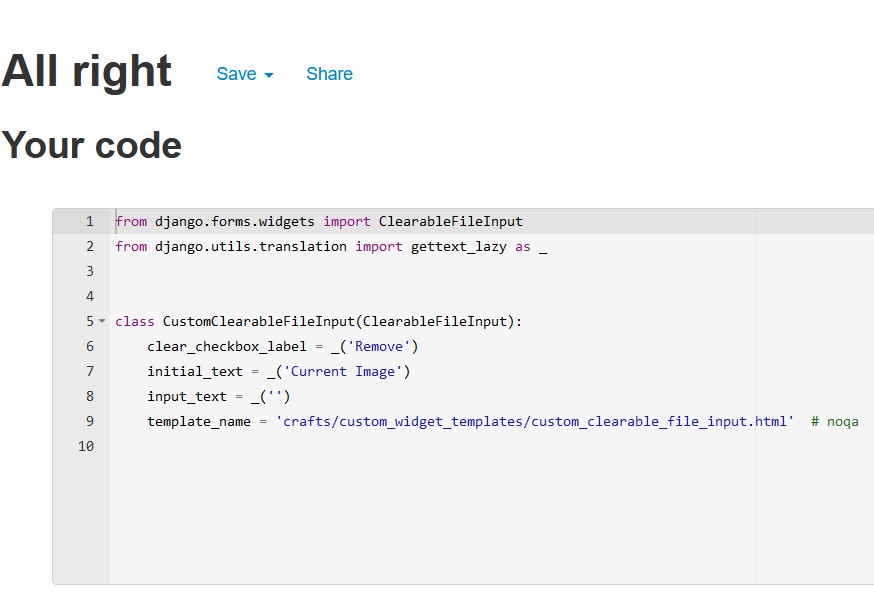 All right Save Share
Your code
1 from django.forms.widgets import ClearableFileInput
2 from django.utils.translation import gettext_lazy as _
3
4
5 class CustomClearableFileInput(ClearableFileInput):
6     clear_checkbox_label = _('Remove')
7     initial_text = _('Current Image')
8     input_text = _('')
9     template_name = 'crafts/custom_widget_templates/custom_clearable_file_input.html'  # noqa
10